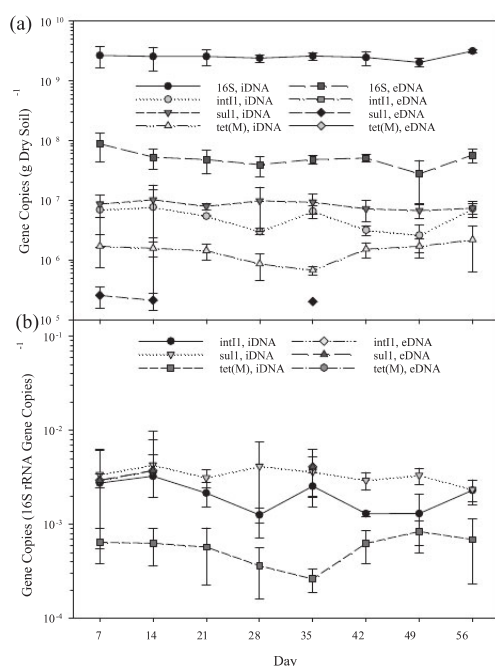 (a)
10 10
10 9
10 8
10 7
10 6
10 5
Gene Copies (g Dry Soil) -1
16S, iDNA
16S, eDNA
intI1, iDNA
intI1, eDNA
sul1, iDNA
sul1, eDNA
tet(M), iDNA
tet(M), eDNA
(b)
10-1
10-2
10-3
10-4
Gene Copies (16S rRNA Gene Copies) -1
intI1, iDNA
intI1, eDNA
sul1, iDNA
sul1, eDNA
tet(M), iDNA
tet(M), eDNA
7 14 21 28 35 42 49 56
Day